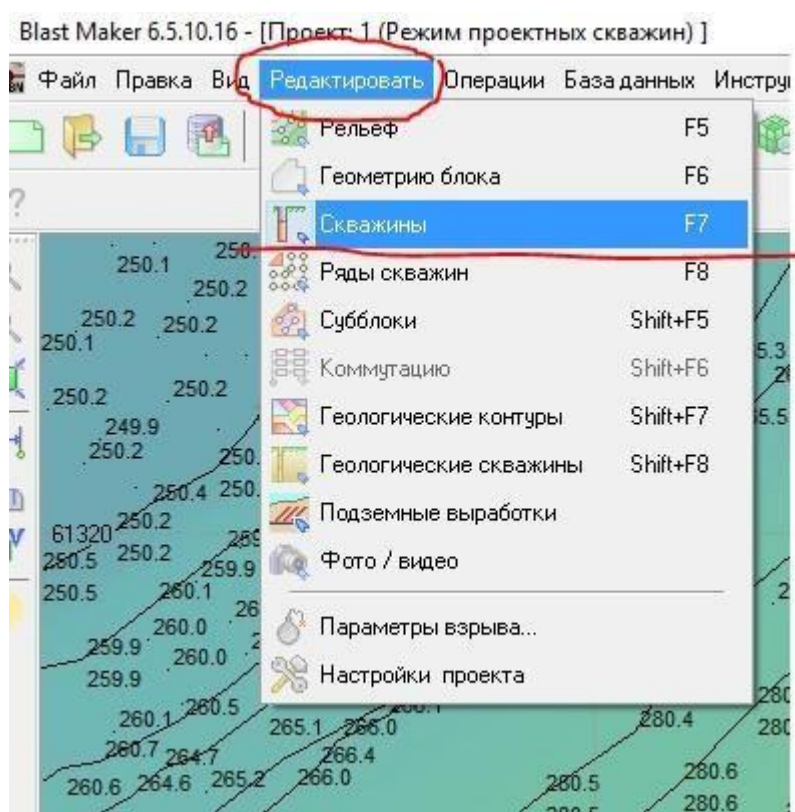 Blast Maker 6.5.10.16 - [Проект: 1 (Режим проектных скважин) ]
Файл Правка Вид Редактировать Операции База данных
Рельеф F5
Геометрию блока F6
Скважины F7
Ряды скважин F8
Субблоки Shift+F5
Коммутацию Shift+F6
Геологические контуры Shift+F7
Геологические скважины Shift+F8
Подземные выработки
Фото / видео
Параметры взрыва...
Настройки проекта
250.1
250.2
250.2 250.2
250.1
250.2 250.2
249.9
250.2
250.4
61320 250.2
250.5 250.2
259.9
250.5 260.1
260.0
259.9 260.0
259.9
260.1 260.5 265.1 266.0 280.4
260.7 264.7 266.4
260.6 264.6 265.2 266.0 280.5 280.6
280.6